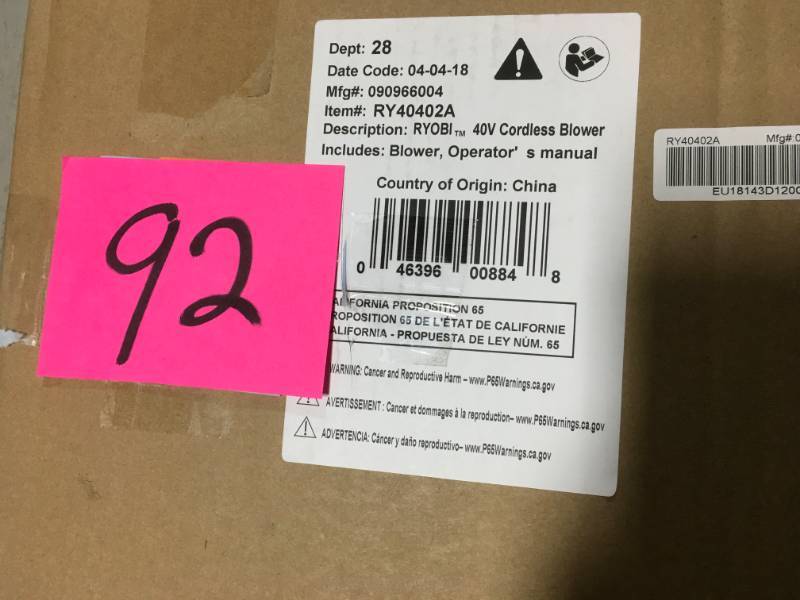 Dept: 28
Date Code: 04-04-18
Mfg#: 090966004
Item#: RY40402A
Description: RYOBI™ 40V Cordless Blower
Includes: Blower, Operator' s manual
Country of Origin: China
0 46396 00884 8
CALIFORNIA PROPOSITION 65
PROPOSITION 65 DE L'ÉTAT DE CALIFORNIE
CALIFORNIA - PROPUESTA DE LEY NÚM. 65
WARNING: Cancer and Reproductive Harm – www.P65Warnings.ca.gov
AVERTISSEMENT : Cancer et dommages à la reproduction– www.P65Warnings.ca.gov
ADVERTENCIA: Cáncer y daño reproductivo– www.P65Warnings.ca.gov
92
RY40402A Mfg#:
EU18143D1200